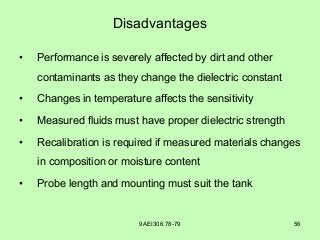 Disadvantages
• Performance is severely affected by dirt and other
contaminants as they change the dielectric constant
• Changes in temperature affects the sensitivity
• Measured fluids must have proper dielectric strength
• Recalibration is required if measured materials changes
in composition or moisture content
• Probe length and mounting must suit the tank
9AEI306.78-79 56